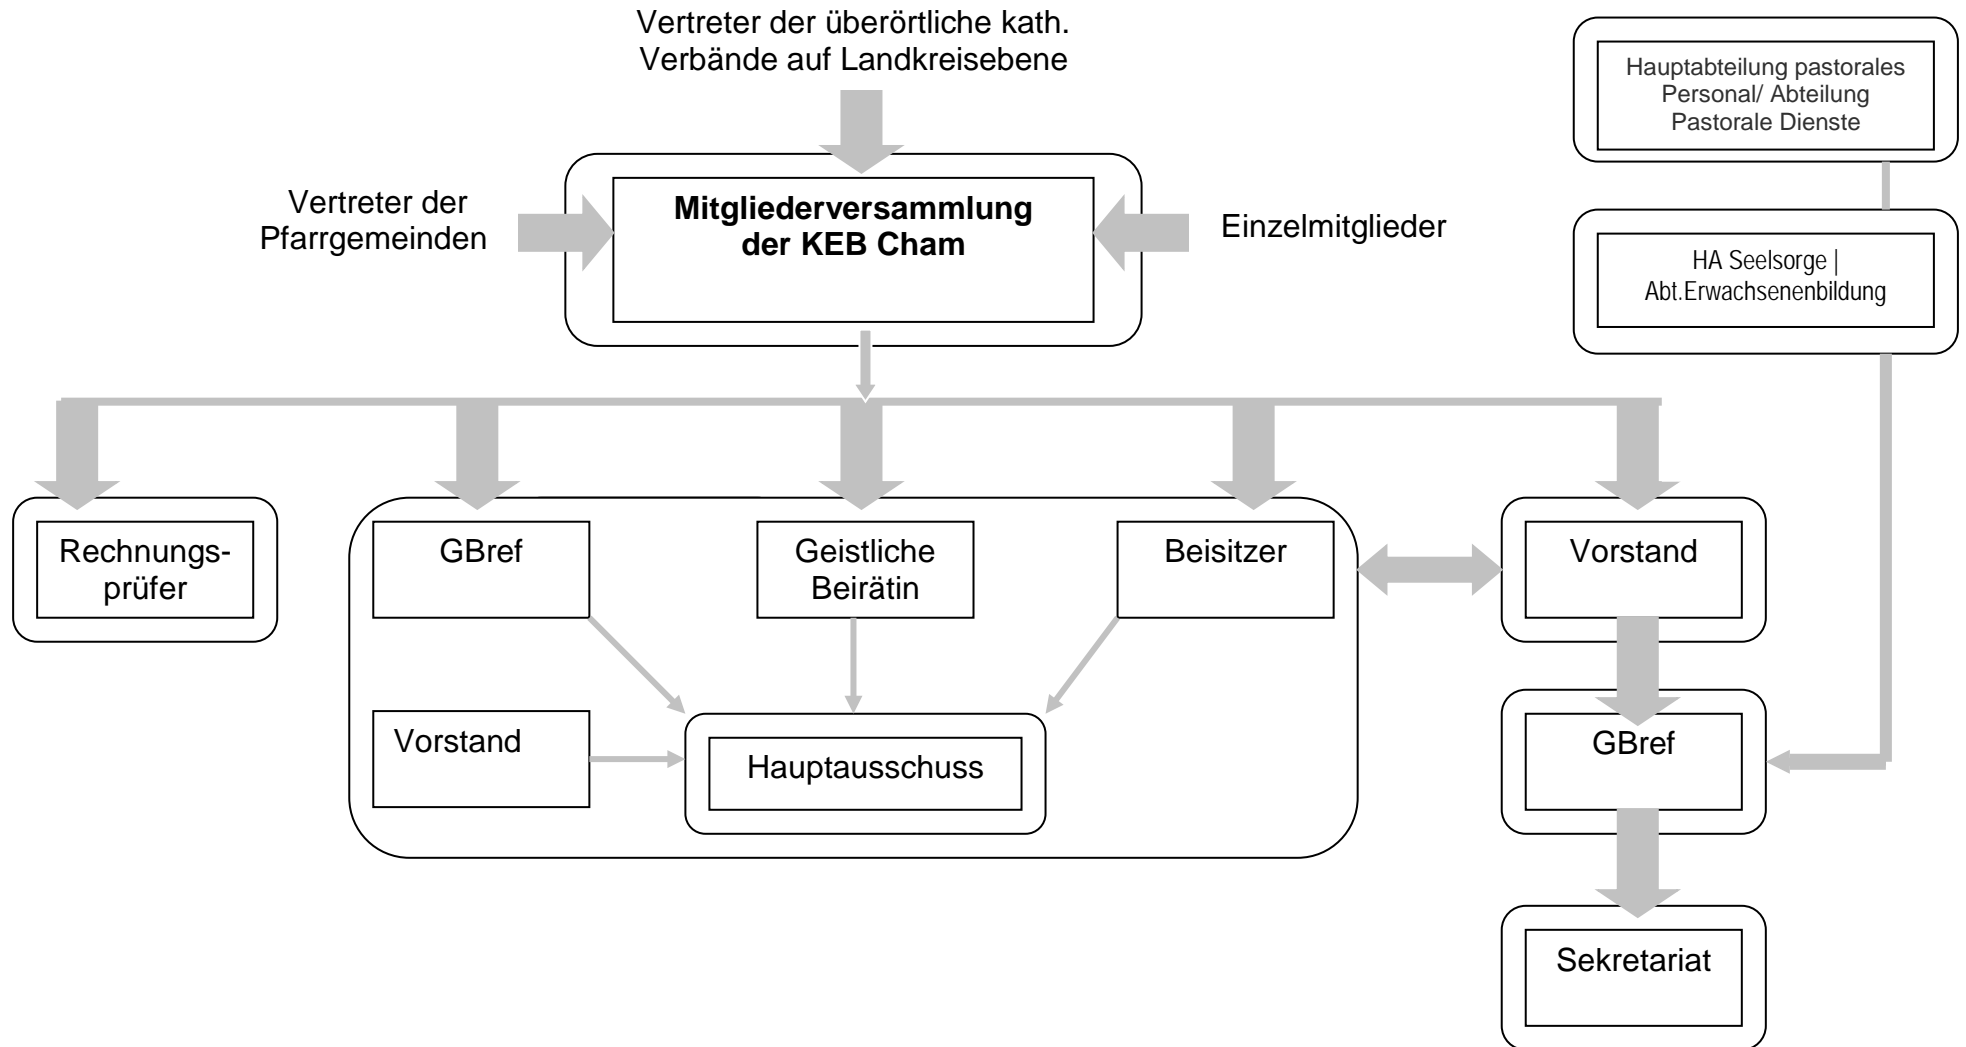 Vertreter der überörtliche kath.
Verbände auf Landkreisebene
Hauptabteilung pastorales
Personal/ Abteilung
Pastorale Dienste
Vertreter der
Pfarrgemeinden
Mitgliederversammlung
der KEB Cham
Einzelmitglieder
HA Seelsorge |
Abt.Erwachsenenbildung
Rechnungs-
prüfer
GBref
Geistliche
Beirätin
Beisitzer
Vorstand
Vorstand
Hauptausschuss
GBref
Sekretariat